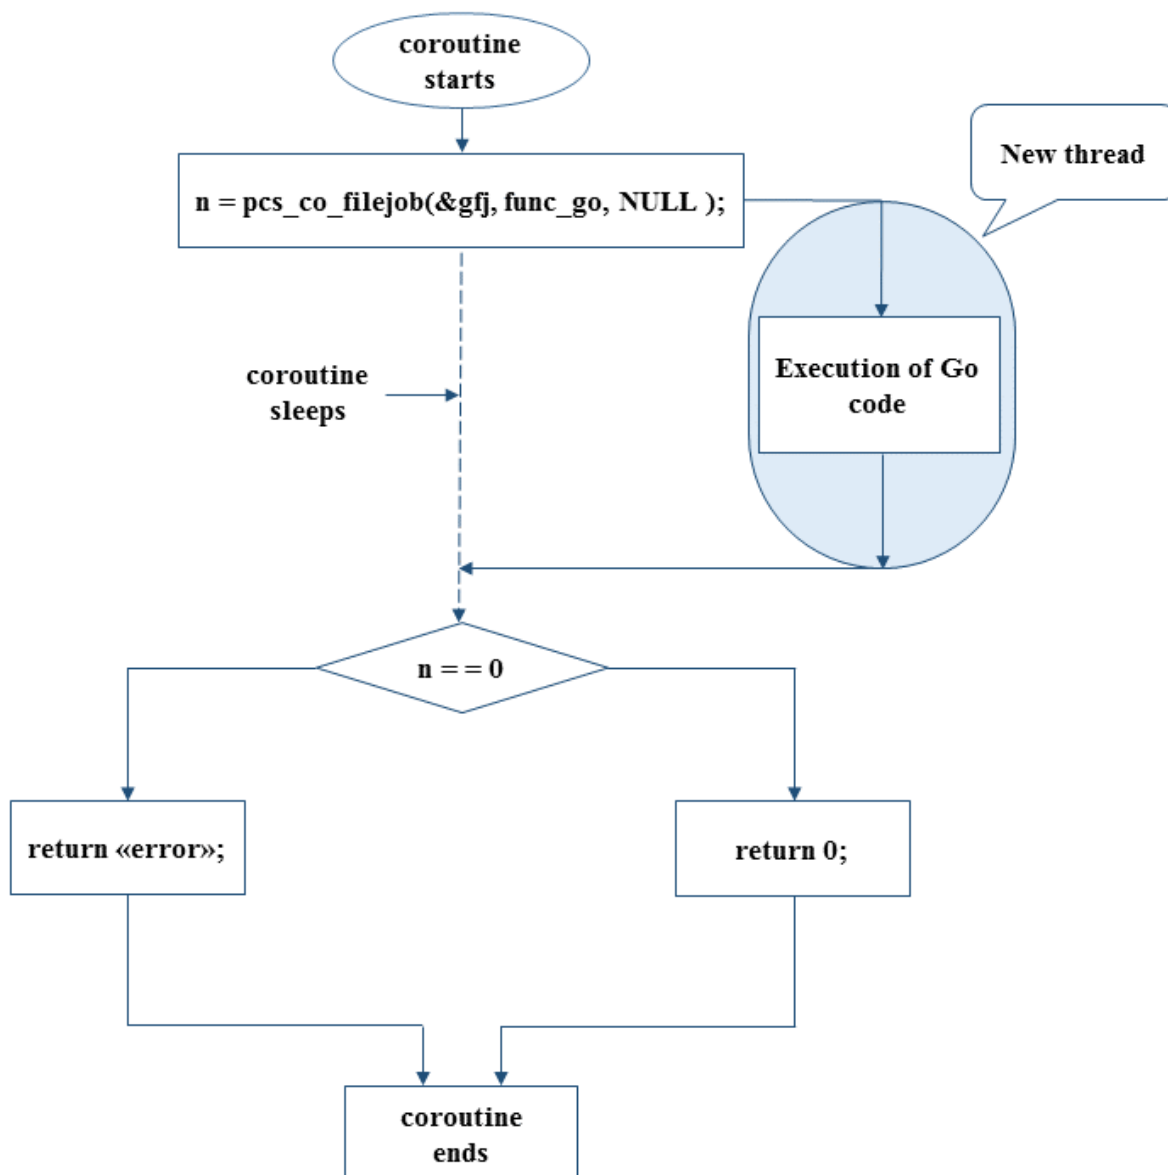 coroutine
starts
n = pcs_co_filejob(&gfj, func_go, NULL );
New thread
Execution of Go
code
coroutine
sleeps
n = = 0
return «error»;
return 0;
coroutine
ends